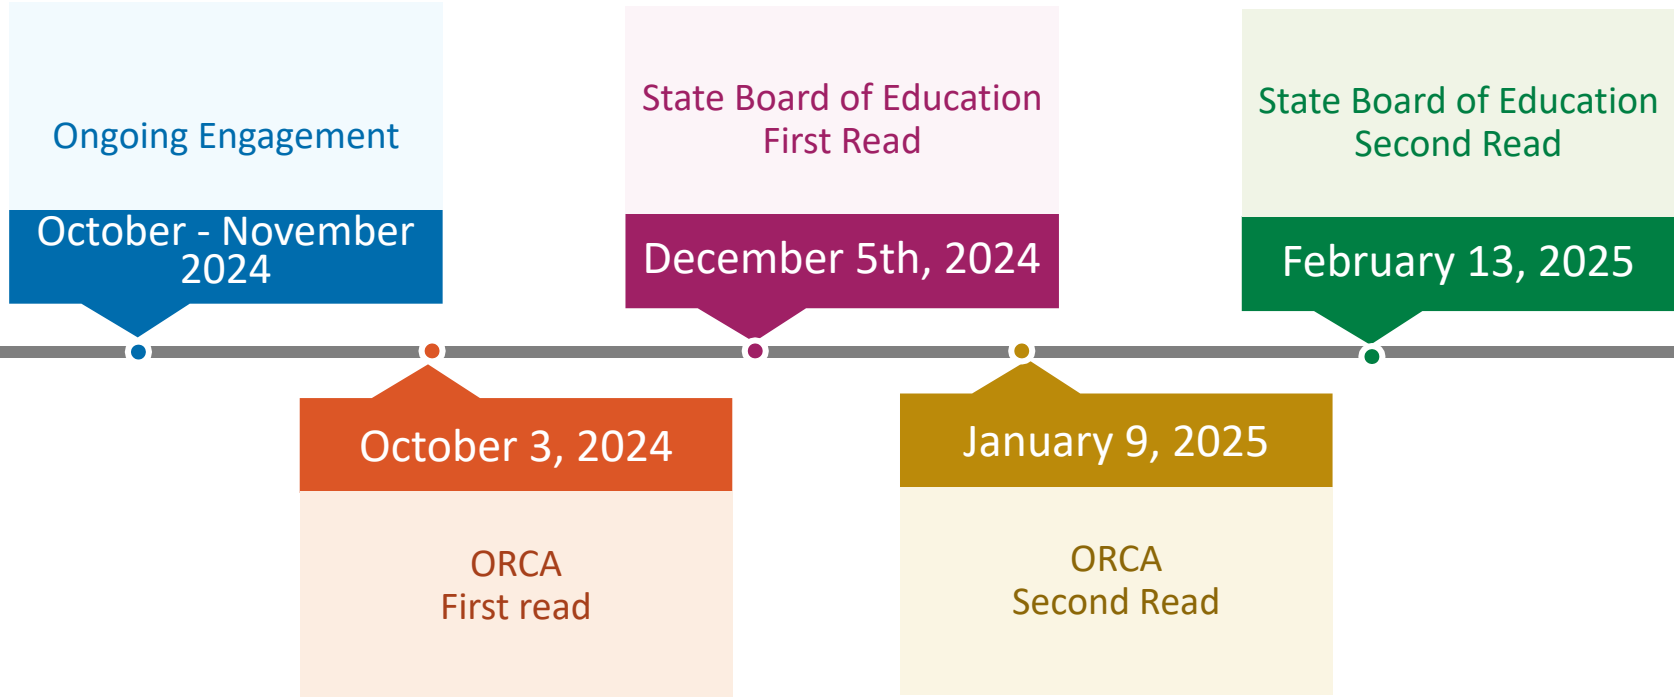 Ongoing Engagement
October - November
2024
ORCA
First read
October 3, 2024
State Board of Education
First Read
December 5th, 2024
January 9, 2025
ORCA
Second Read
State Board of Education
Second Read
February 13, 2025